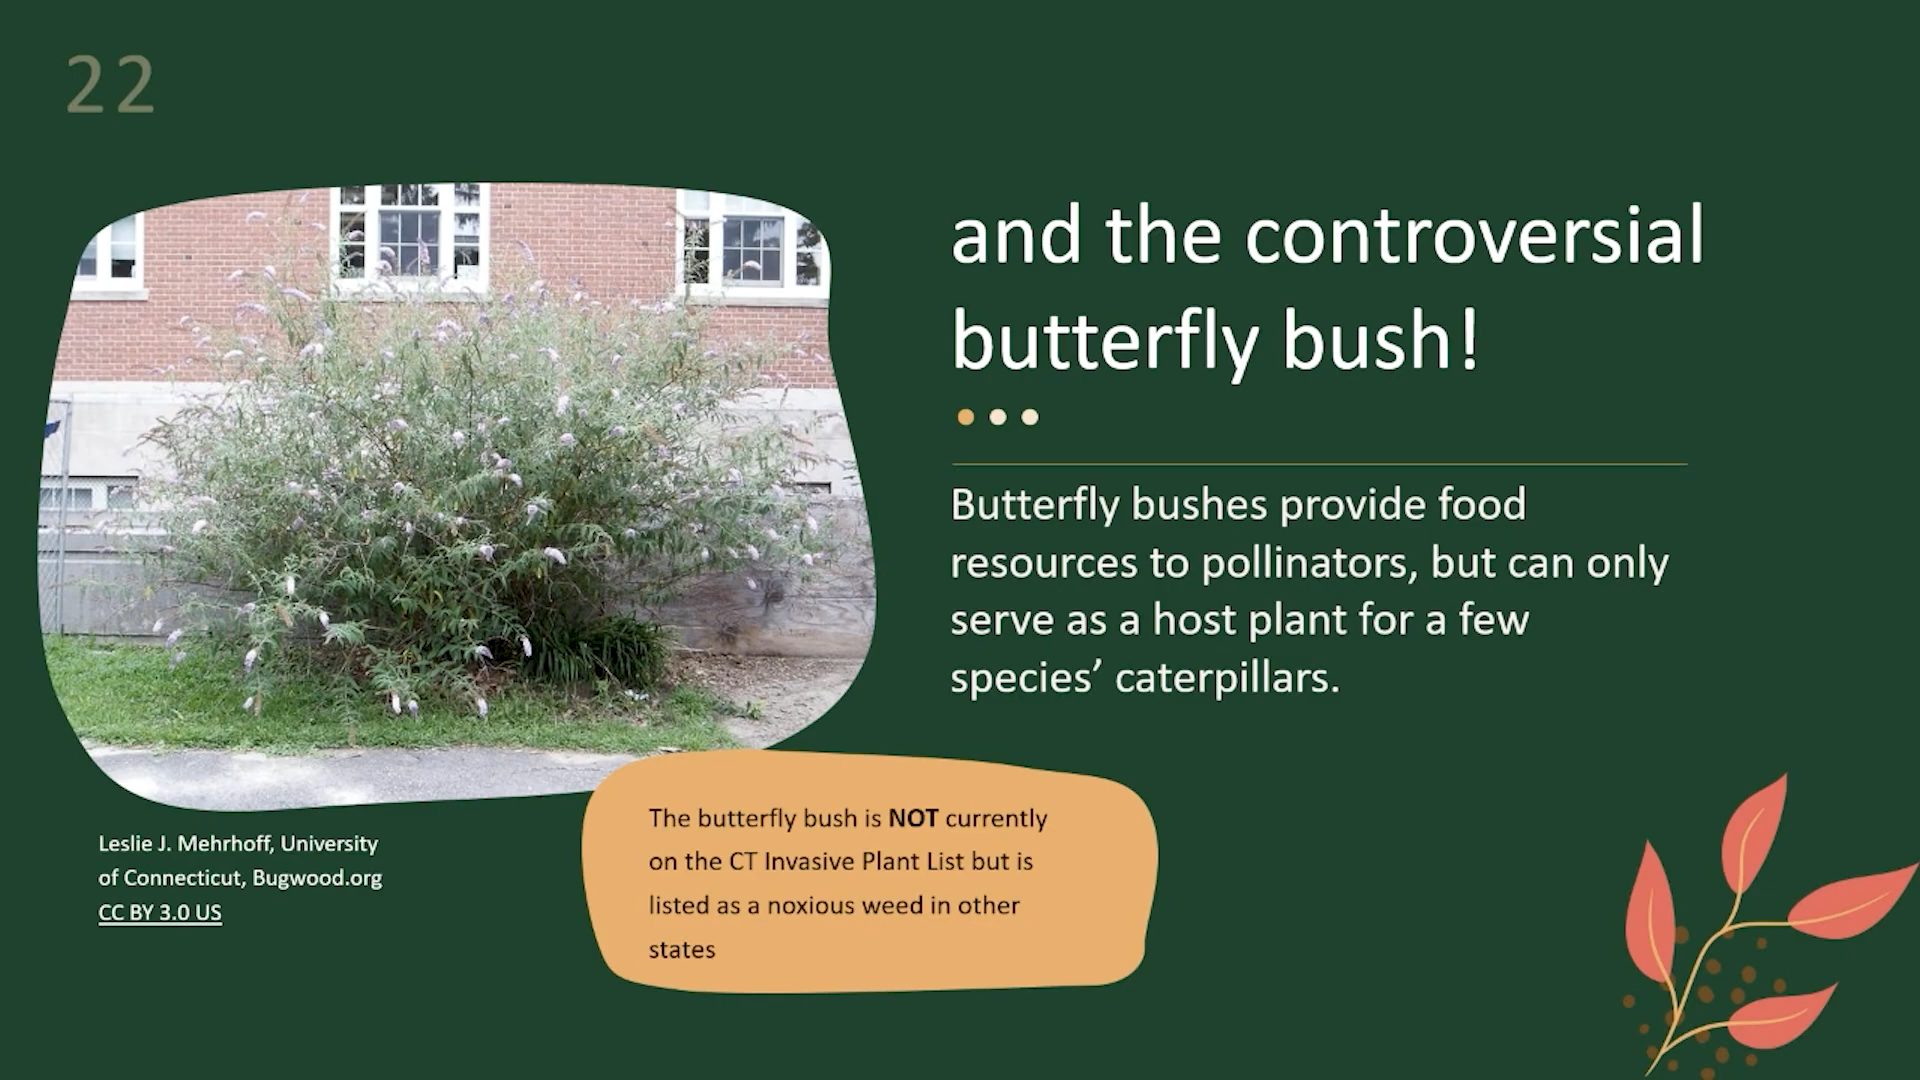 22
and the controversial
butterfly bush!
Butterfly bushes provide food
resources to pollinators, but can only
serve as a host plant for a few
species’ caterpillars.
The butterfly bush is NOT currently
on the CT Invasive Plant List but is
listed as a noxious weed in other
states
Leslie J. Mehrhoff, University
of Connecticut, Bugwood.org
CC BY 3.0 US